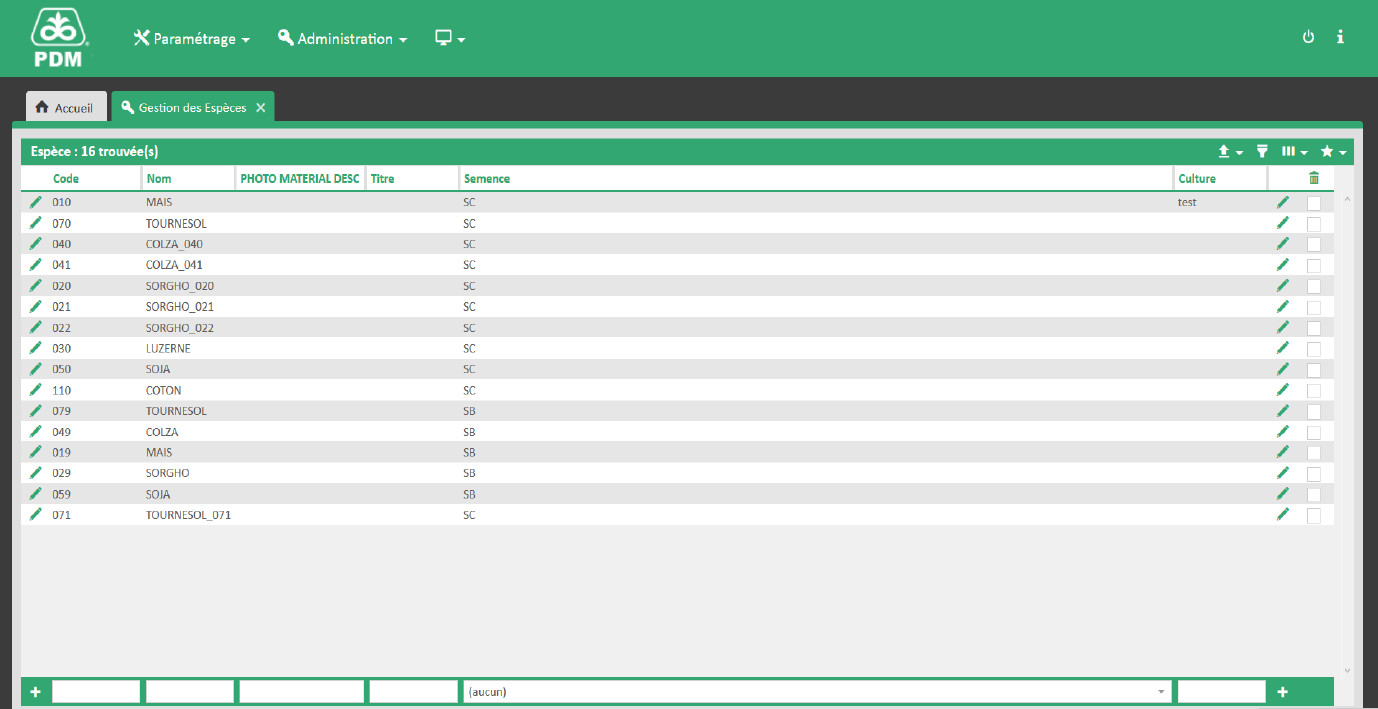 PDM
Paramétrage
Administration
Accueil
Gestion des Espèces
Espèce : 16 trouvée(s)
Code Nom PHOTO MATERIAL DESC Titre Semence Culture
010 MAIS SC test
070 TOURNESOL SC
040 COLZA_040 SC
041 COLZA_041 SC
020 SORGHO_020 SC
021 SORGHO_021 SC
022 SORGHO_022 SC
030 LUZERNE SC
050 SOJA SC
110 COTON SC
079 TOURNESOL SB
049 COLZA SB
019 MAIS SB
029 SORGHO SB
059 SOJA SB
071 TOURNESOL_071 SC
(aucun)